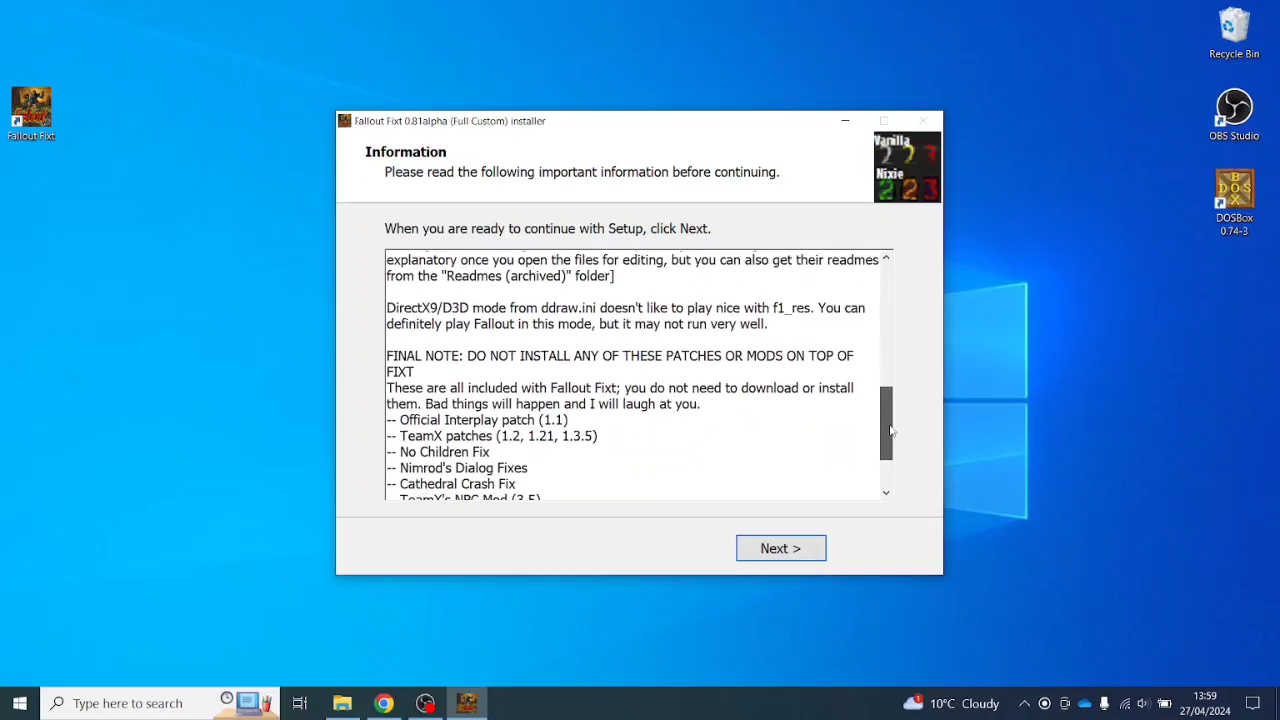 Recycle Bin
Fallout Fixt
OBS Studio
DOSBox
0.74-3
Fallout Fixt 0.81alpha (Full Custom) installer
Information
Please read the following important information before continuing.
Vanilla
Nixie
When you are ready to continue with Setup, click Next.
explanatory once you open the files for editing, but you can also get their readmes
from the "Readmes (archived)" folder]
DirectX9/D3D mode from ddraw.ini doesn't like to play nice with f1_res. You can
definitely play Fallout in this mode, but it may not run very well.
FINAL NOTE: DO NOT INSTALL ANY OF THESE PATCHES OR MODS ON TOP OF
FIXT
These are all included with Fallout Fixt; you do not need to download or install
them. Bad things will happen and I will laugh at you.
-- Official Interplay patch (1.1)
-- TeamX patches (1.2, 1.21, 1.3.5)
-- No Children Fix
-- Nimrod's Dialog Fixes
-- Cathedral Crash Fix
-- TeamX's NPC Mod (3.5)
Next >
Type here to search
1
10°C Cloudy
13:59
27/04/2024